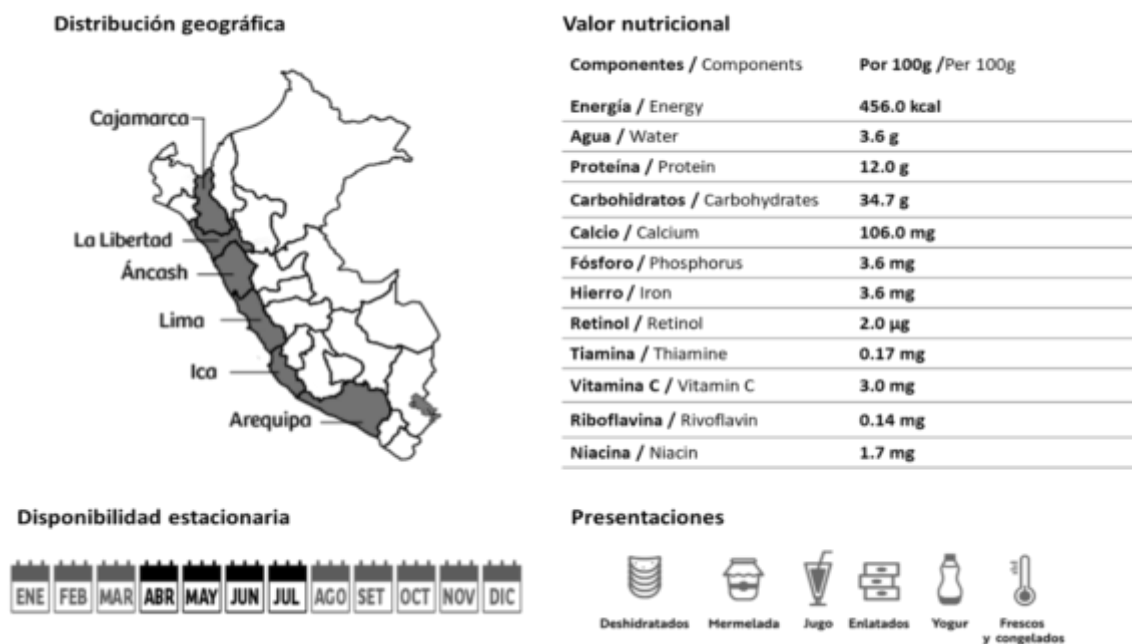 Distribución geográfica
Cajamarca
La Libertad
Áncash
Lima
Ica
Arequipa
Valor nutricional
Componentes / Components Por 100g /Per 100g
Energía / Energy 456.0 kcal
Agua / Water 3.6 g
Proteína / Protein 12.0 g
Carbohidratos / Carbohydrates 34.7 g
Calcio / Calcium 106.0 mg
Fósforo / Phosphorus 3.6 mg
Hierro / Iron 3.6 mg
Retinol / Retinol 2.0 µg
Tiamina / Thiamine 0.17 mg
Vitamina C / Vitamin C 3.0 mg
Riboflavina / Rivoflavin 0.14 mg
Niacina / Niacin 1.7 mg
Disponibilidad estacionaria
ENE FEB MAR ABR MAY JUN JUL AGO SET OCT NOV DIC
Presentaciones
Deshidratados Mermelada Jugo Enlatados Yogur Frescos
y congelados